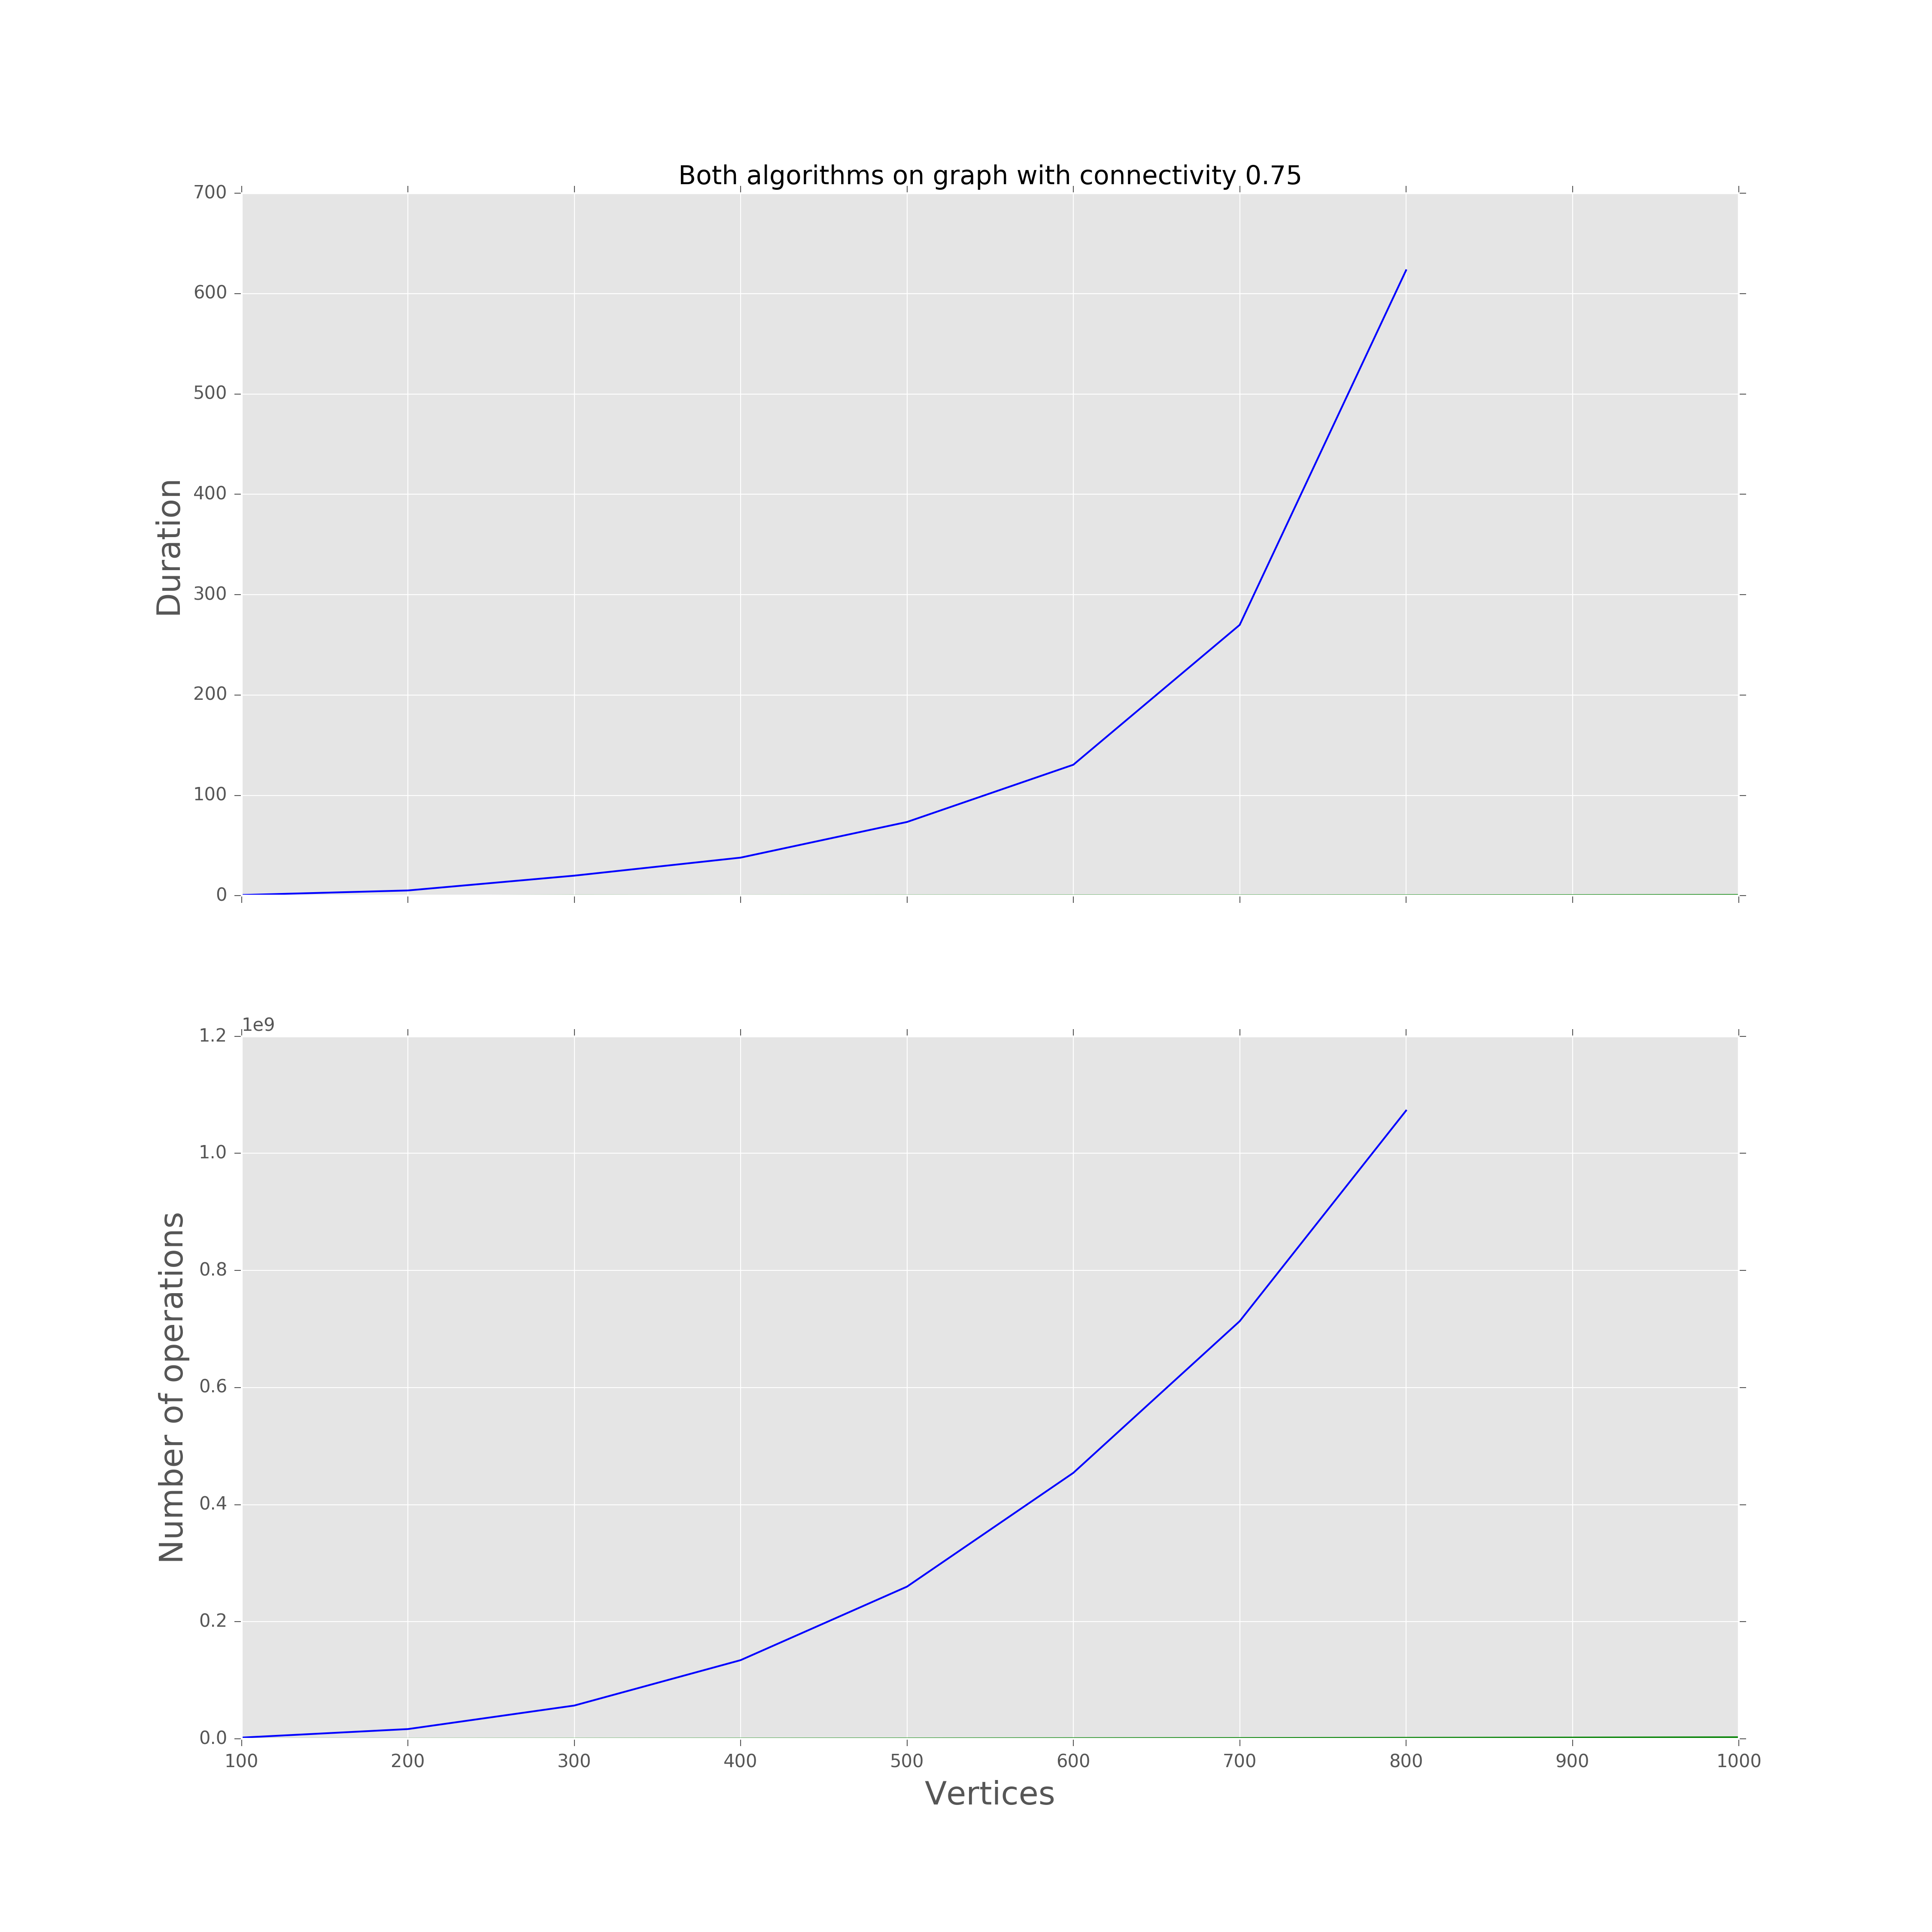 Both algorithms on graph with connectivity 0.75
700
600
500
400
300
200
100
0
Duration
1e9
1.2
1.0
0.8
0.6
0.4
0.2
0.0
Number of operations
100 200 300 400 500 600 700 800 900 1000
Vertices